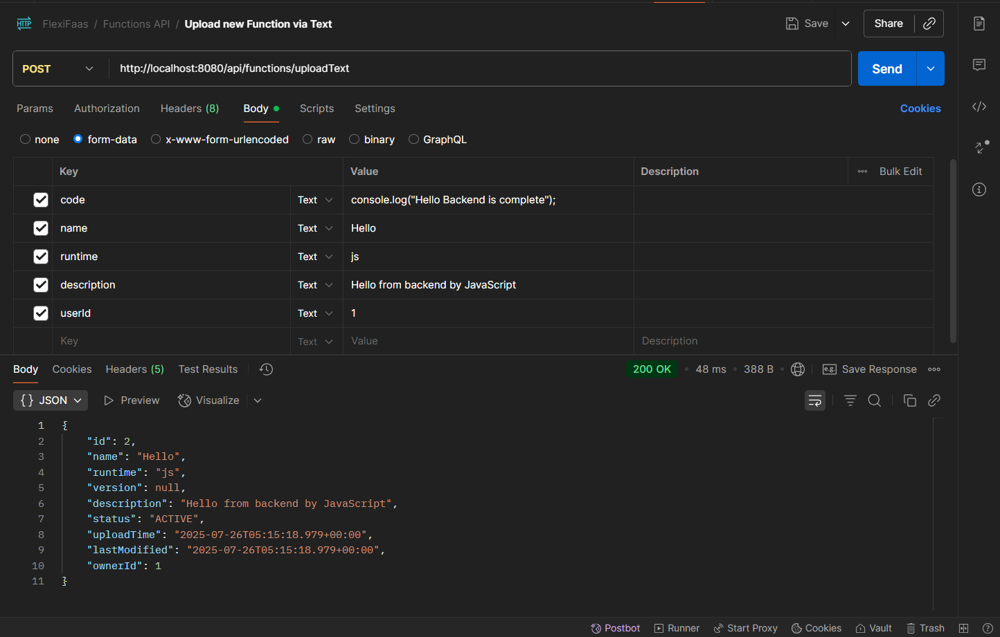 HTTP FlexiFaas / Functions API / Upload new Function via Text Save Share
POST http://localhost:8080/api/functions/uploadText Send
Params Authorization Headers (8) Body Scripts Settings Cookies
none form-data x-www-form-urlencoded raw binary GraphQL
Key Value Description Bulk Edit
code Text console.log("Hello Backend is complete");
name Text Hello
runtime Text js
description Text Hello from backend by JavaScript
userId Text 1
Key Text Value Description
Body Cookies Headers (5) Test Results 200 OK • 48 ms • 388 B • e.g. Save Response
{} JSON Preview Visualize
1 {
2 "id": 2,
3 "name": "Hello",
4 "runtime": "js",
5 "version": null,
6 "description": "Hello from backend by JavaScript",
7 "status": "ACTIVE",
8 "uploadTime": "2025-07-26T05:15:18.979+00:00",
9 "lastModified": "2025-07-26T05:15:18.979+00:00",
10 "ownerId": 1
11 }
Postbot Runner Start Proxy Cookies Vault Trash